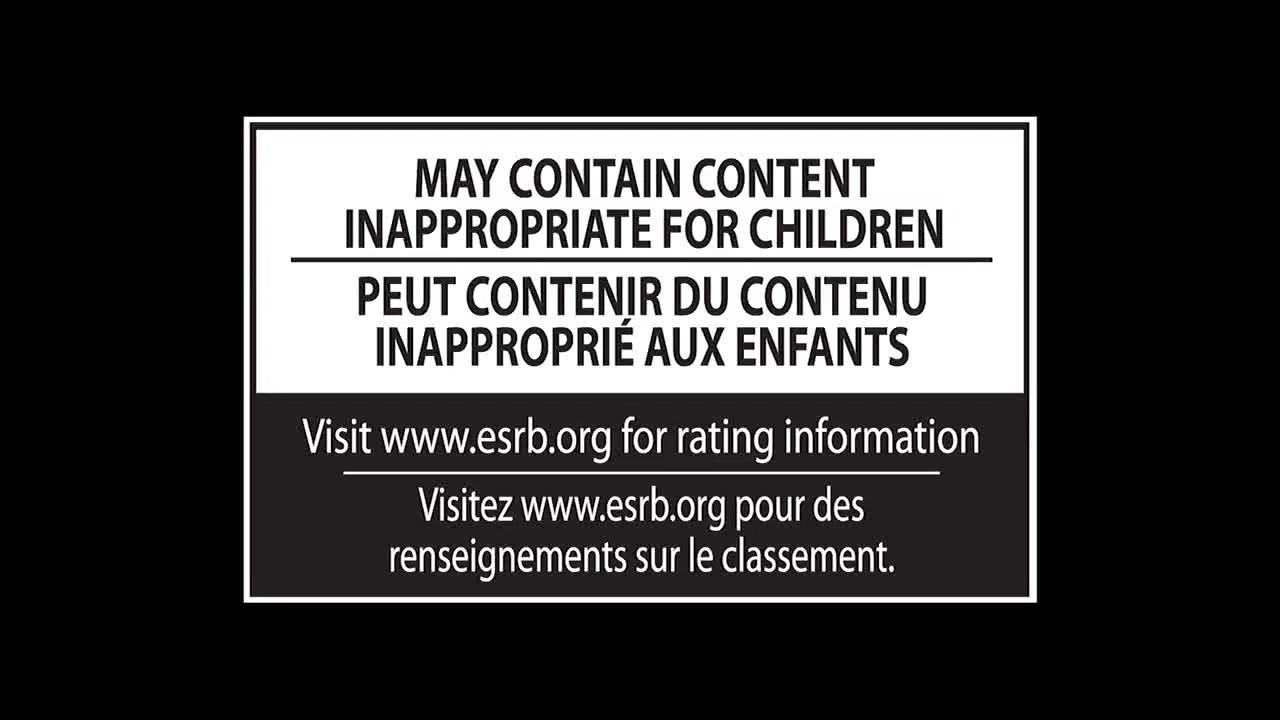 MAY CONTAIN CONTENT
INAPPROPRIATE FOR CHILDREN
PEUT CONTENIR DU CONTENU
INAPPROPRIÉ AUX ENFANTS
Visit www.esrb.org for rating information
Visitez www.esrb.org pour des
renseignements sur le classement.